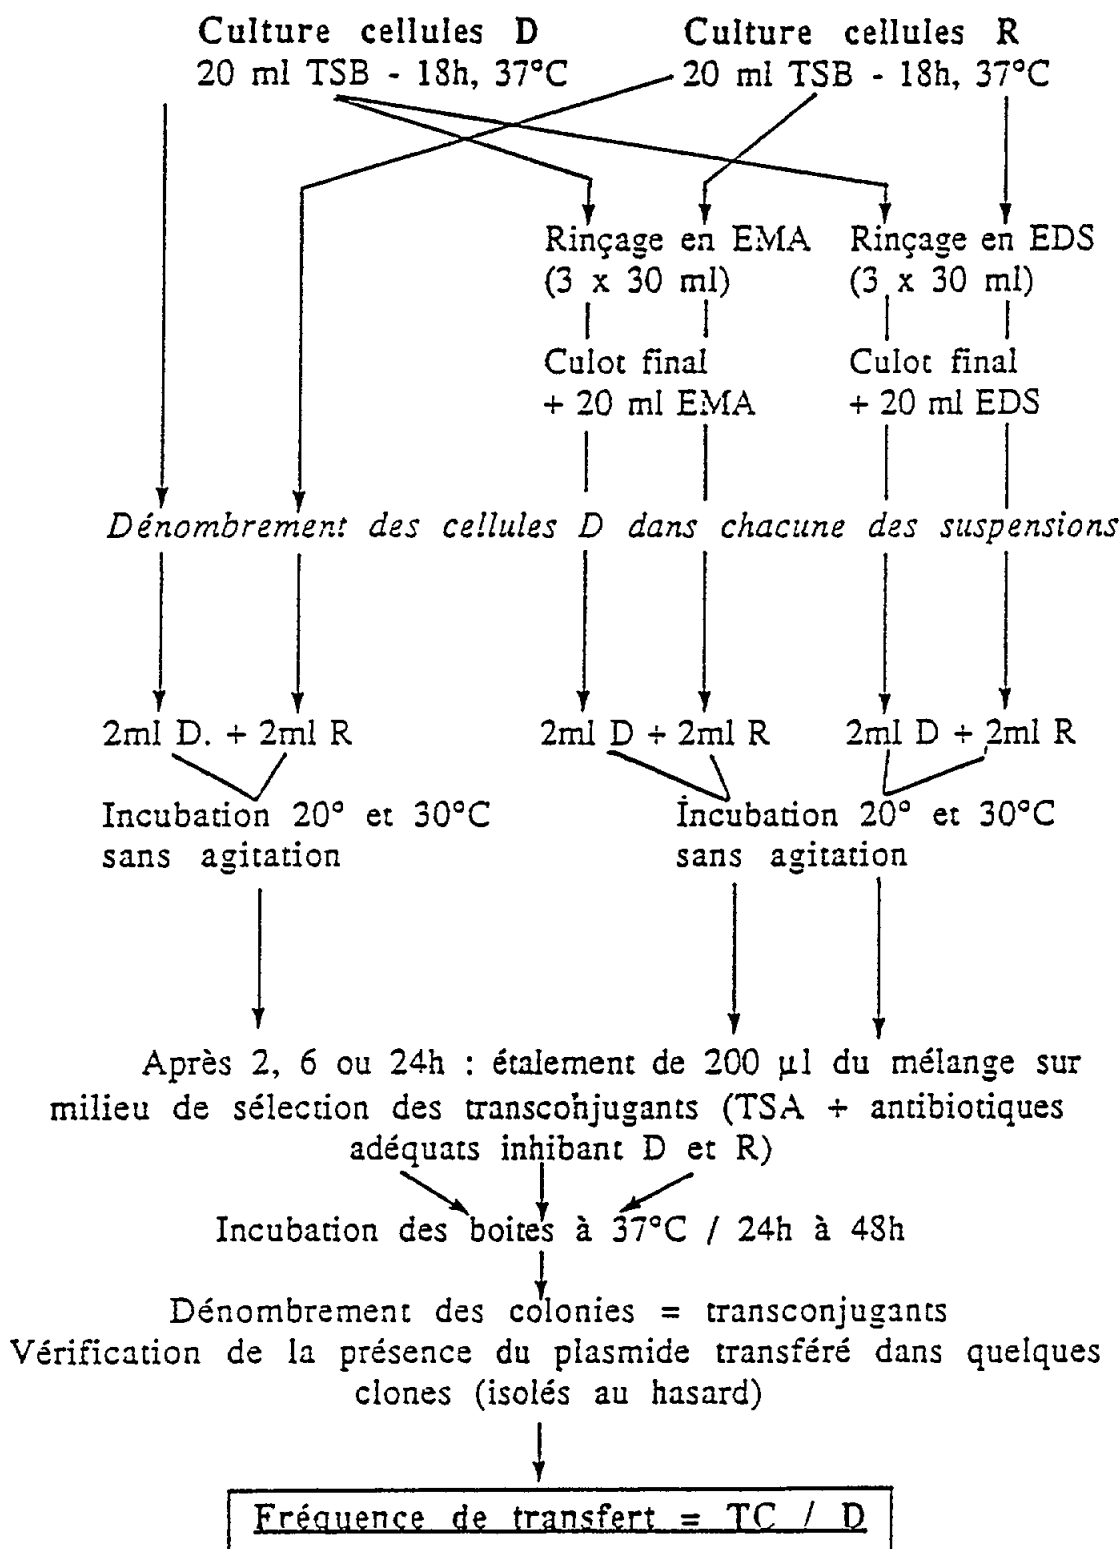 Culture cellules D Culture cellules R
20 ml TSB - 18h, 37°C 20 ml TSB - 18h, 37°C
Rinçage en EMA Rinçage en EDS
(3 x 30 ml) (3 x 30 ml)
Culot final Culot final
+ 20 ml EMA + 20 ml EDS
Dénombrement des cellules D dans chacune des suspensions
2ml D. + 2ml R 2ml D + 2ml R 2ml D + 2ml R
Incubation 20° et 30°C Incubation 20° et 30°C
sans agitation sans agitation
Après 2, 6 ou 24h : étalement de 200 µl du mélange sur
milieu de sélection des transconjugants (TSA + antibiotiques
adéquats inhibant D et R)
Incubation des boites à 37°C / 24h à 48h
Dénombrement des colonies = transconjugants
Vérification de la présence du plasmide transféré dans quelques
clones (isolés au hasard)
Fréquence de transfert = TC / D